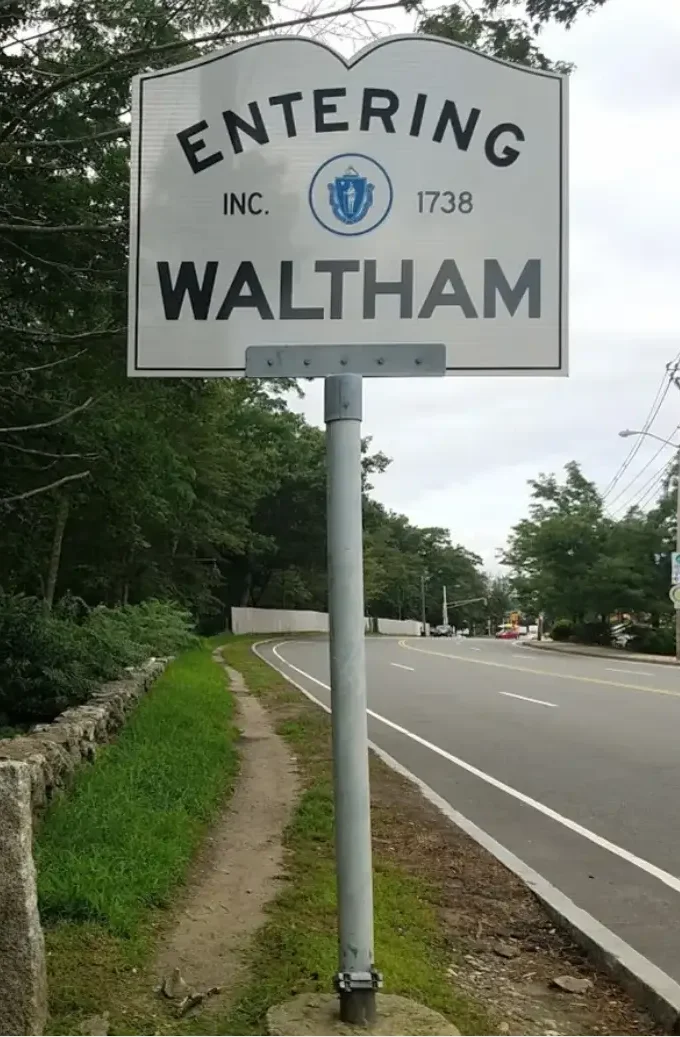 ENTERING
INC. 1738
WALTHAM